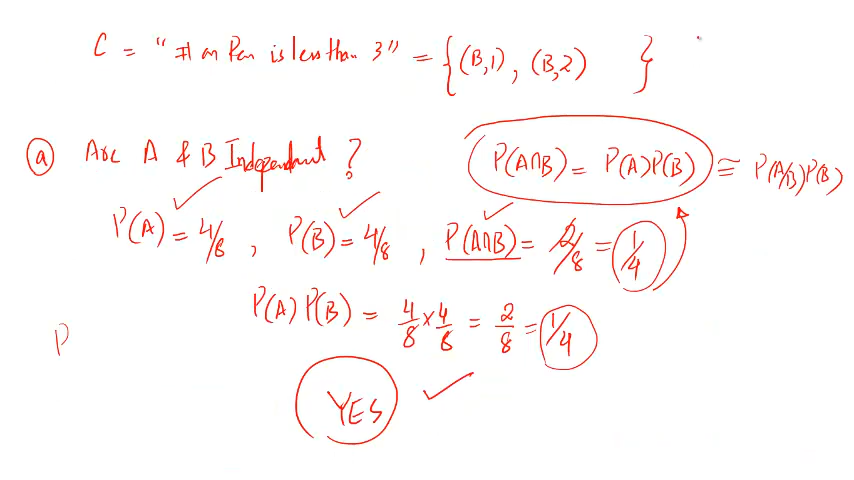 C = "# on Pen is less than 3" = {(B,1), (B,2) }
(a) Are A & B Independent? P(A∩B) = P(A)P(B) ≅ P(A/B)P(B)
P(A) = 4/8, P(B) = 4/8, P(A∩B) = 2/8 = 1/4
P(A)P(B) = 4/8 × 4/8 = 2/8 = 1/4
P
YES